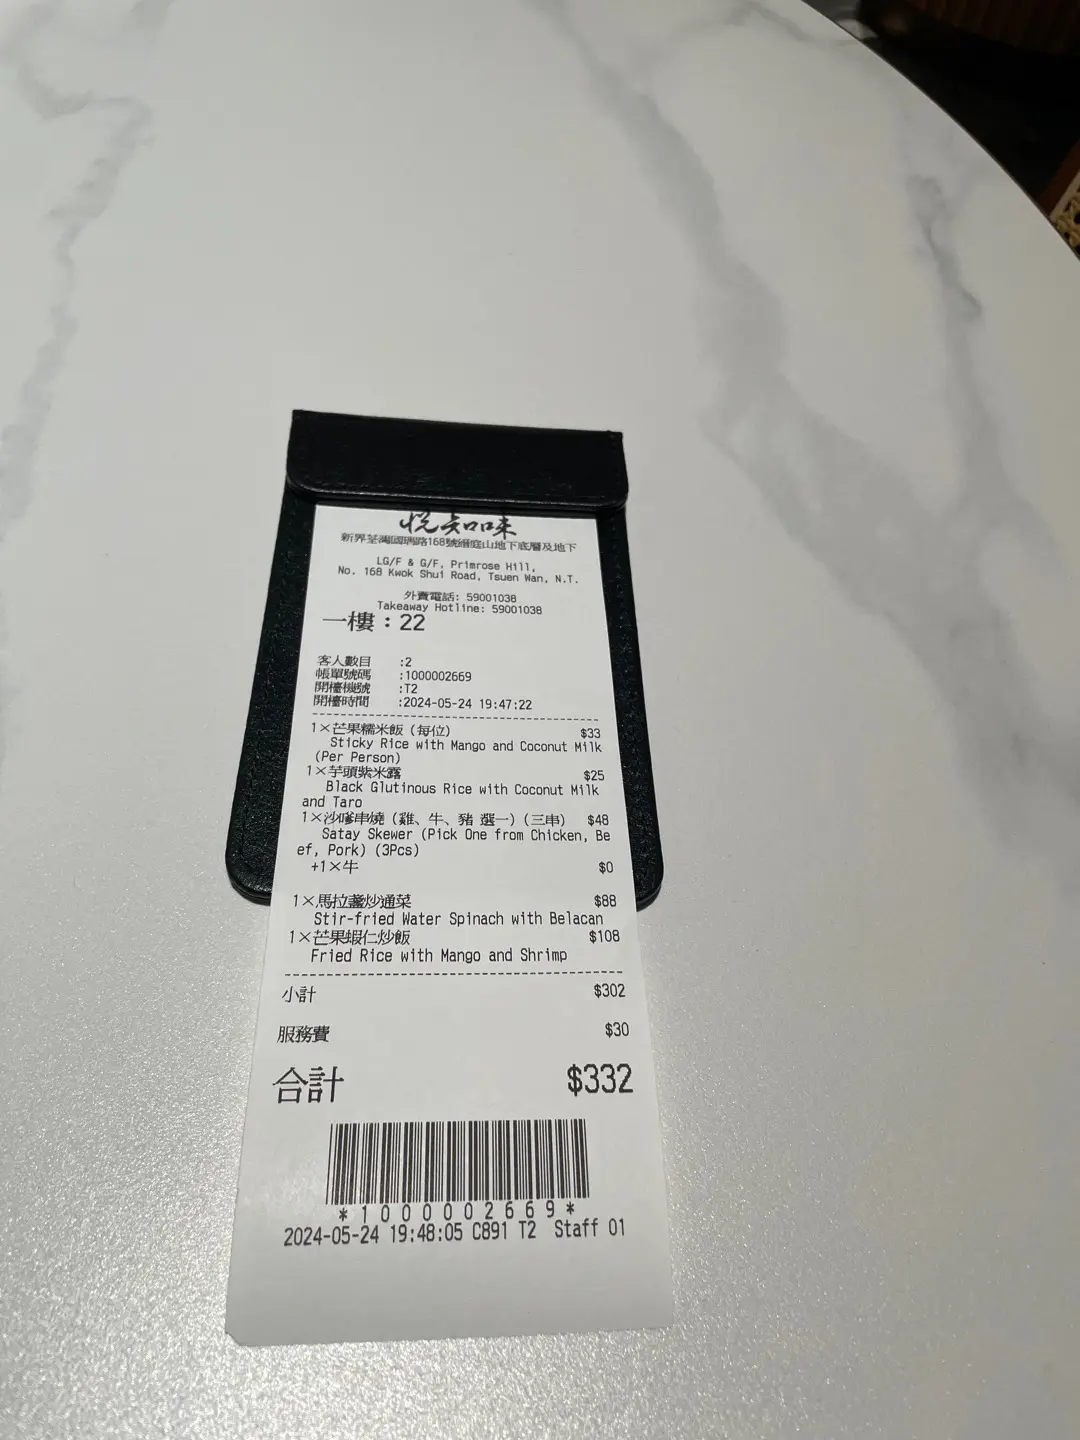 悦知味
新界荃灣國瑞路168號縉庭山地下底層及地下
LG/F & G/F, Primrose Hill,
No. 168 Kwok Shui Road, Tsuen Wan, N.T.
外賣電話: 59001038
Takeaway Hotline: 59001038
一樓：22
客人數目 :2
帳單號碼 :1000002669
開檯機號 :T2
開檯時間 :2024-05-24 19:47:22
1×芒果糯米飯 (每位) $33
Sticky Rice with Mango and Coconut Milk
(Per Person)
1×芋頭紫米露 $25
Black Glutinous Rice with Coconut Milk
and Taro
1×沙嗲串燒 (雞、牛、豬 選一) (三串) $48
Satay Skewer (Pick One from Chicken, Be
ef, Pork) (3Pcs)
+1×牛 $0
1×馬拉盞炒通菜 $88
Stir-fried Water Spinach with Belacan
1×芒果蝦仁炒飯 $108
Fried Rice with Mango and Shrimp
小計 $302
服務費 $30
合計 $332
*1000002669*
2024-05-24 19:48:05 C891 T2 Staff 01